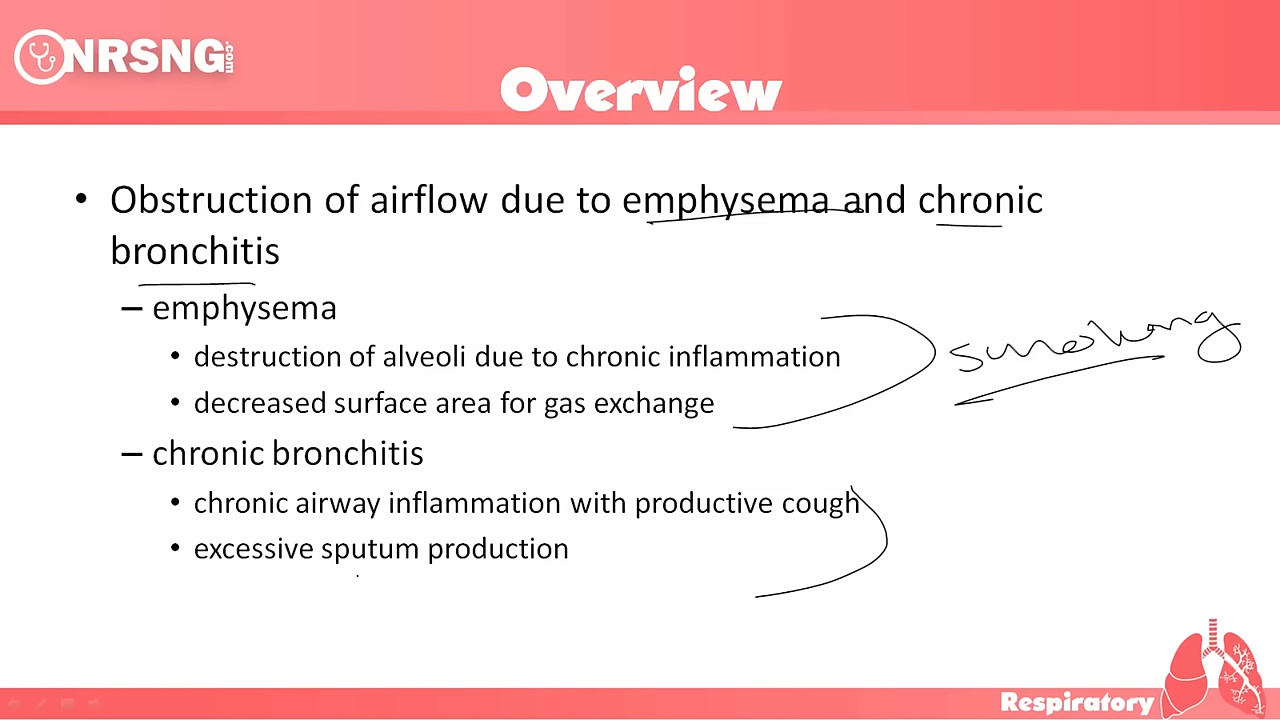 NRSNG.com
Overview
• Obstruction of airflow due to emphysema and chronic
bronchitis
– emphysema
• destruction of alveoli due to chronic inflammation
• decreased surface area for gas exchange
smoking
– chronic bronchitis
• chronic airway inflammation with productive cough
• excessive sputum production
Respiratory